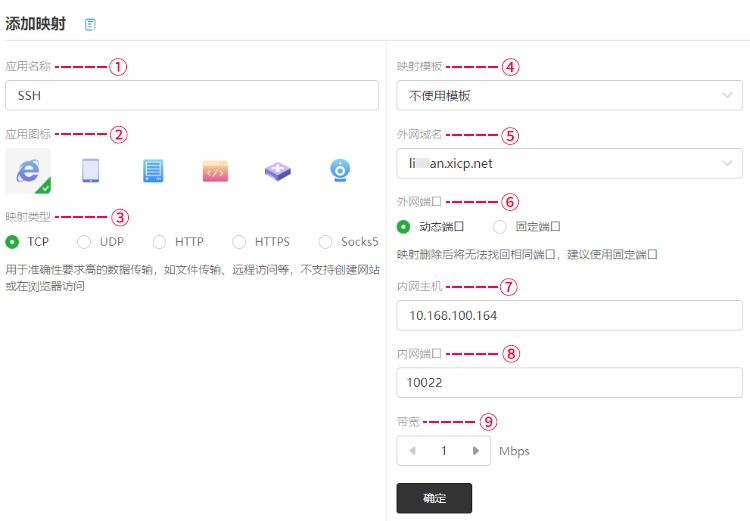 添加映射
应用名称 ①
SSH
应用图标 ②
映射类型 ③
TCP UDP HTTP HTTPS Socks5
用于准确性要求高的数据传输，如文件传输、远程访问等，不支持创建网站
或在浏览器访问
映射模板 ④
不使用模板
外网域名 ⑤
li an.xicp.net
外网端口 ⑥
动态端口 固定端口
映射删除后将无法找回相同端口，建议使用固定端口
内网主机 ⑦
10.168.100.164
内网端口 ⑧
10022
带宽 ⑨
1 Mbps
确定